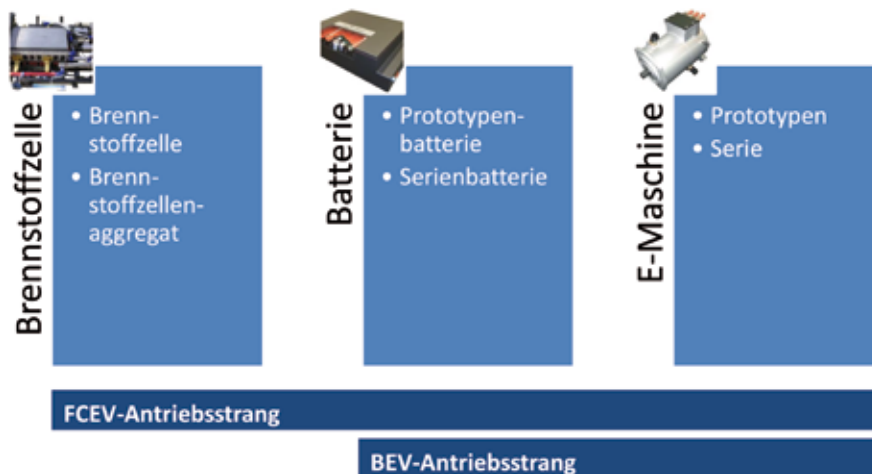 Brennstoffzelle
• Brenn-
stoffzelle
• Brenn-
stoffzellen-
aggregat
Batterie
• Prototypen-
batterie
• Serienbatterie
E-Maschine
• Prototypen
• Serie
FCEV-Antriebsstrang
BEV-Antriebsstrang